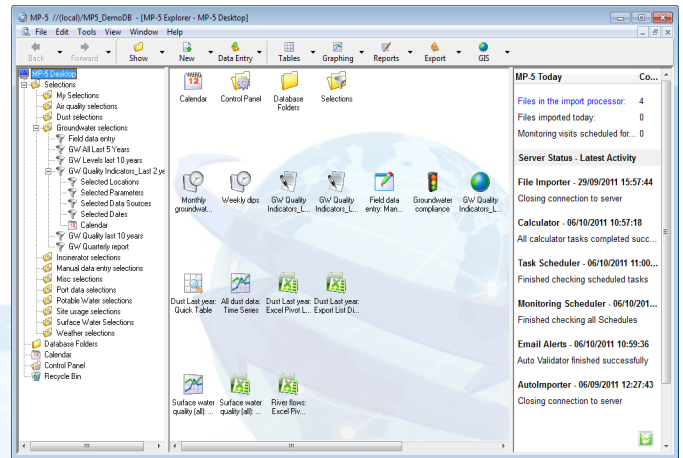 MP-5 //(local)/MP5_DemoDB - [MP-5 Explorer - MP-5 Desktop]
File Edit Tools View Window Help
Back Forward Show New Data Entry Tables Graphing Reports Export GIS
MP-5 Desktop
Selections
My Selections
Air quality selections
Dust selections
Groundwater selections
Field data entry
GW All Last 5 Years
GW Levels last 10 years
GW Quality Indicators_Last 2 ye
Selected Locations
Selected Parameters
Selected Data Sources
Selected Dates
Calendar
GW Quality last 10 years
GW Quarterly report
Incinerator selections
Manual data entry selections
Misc selections
Port data selections
Potable Water selections
Site usage selections
Surface Water Selections
Weather selections
Database Folders
Calendar
Control Panel
Recycle Bin
12
Calendar
Control Panel
Database Folders
Selections
Monthly groundwat...
Weekly dips
GW Quality Indicators_L...
GW Quality Indicators_L...
Field data entry: Man...
Groundwater compliance
GW Quality Indicators_L...
Dust Last year: Quick Table
All dust data: Time Series
Dust Last year: Excel Pivot L...
Dust Last year: Export List Di...
Surface water quality (all): ...
Surface water quality (all): ...
River flows: Excel Piv...
MP-5 Today Co...
Files in the import processor: 4
Files imported today: 0
Monitoring visits scheduled for... 0
Server Status - Latest Activity
File Importer - 29/09/2011 15:57:44
Closing connection to server
Calculator - 06/10/2011 10:57:18
All calculator tasks completed succ...
Task Scheduler - 06/10/2011 11:00...
Finished checking scheduled tasks
Monitoring Scheduler - 06/10/201...
Finished checking all Schedules
Email Alerts - 06/10/2011 10:59:36
Auto Validator finished successfully
AutoImporter - 06/09/2011 12:27:43
Closing connection to server